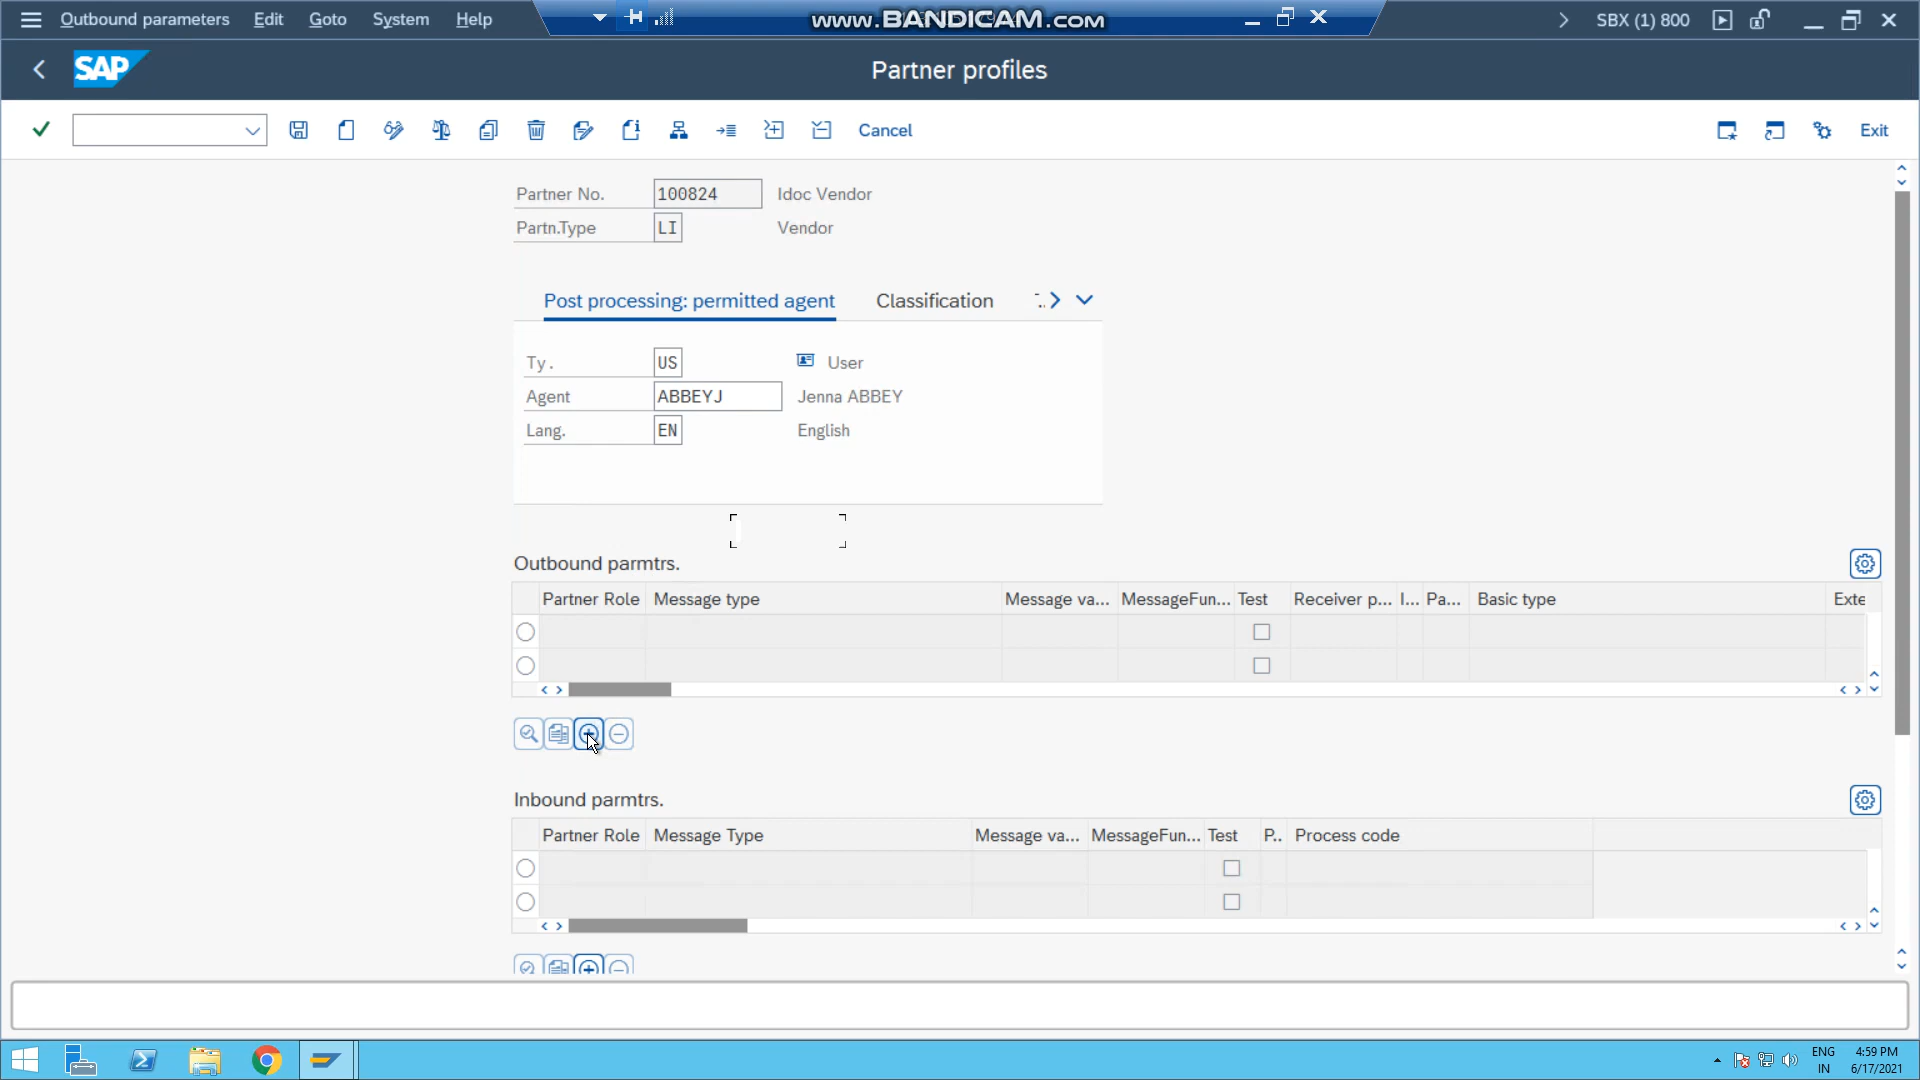 Outbound parameters Edit Goto System Help www.BANDICAM.com SBX (1) 800
SAP Partner profiles
Cancel Exit
Partner No. 100824 Idoc Vendor
Partn.Type LI Vendor
Post processing: permitted agent Classification
Ty. US User
Agent ABBEYJ Jenna ABBEY
Lang. EN English
Outbound parmtrs.
Partner Role Message type Message va... MessageFun... Test Receiver p... I... Pa... Basic type Exte
Inbound parmtrs.
Partner Role Message Type Message va... MessageFun... Test P.. Process code
ENG 4:59 PM
IN 6/17/2021